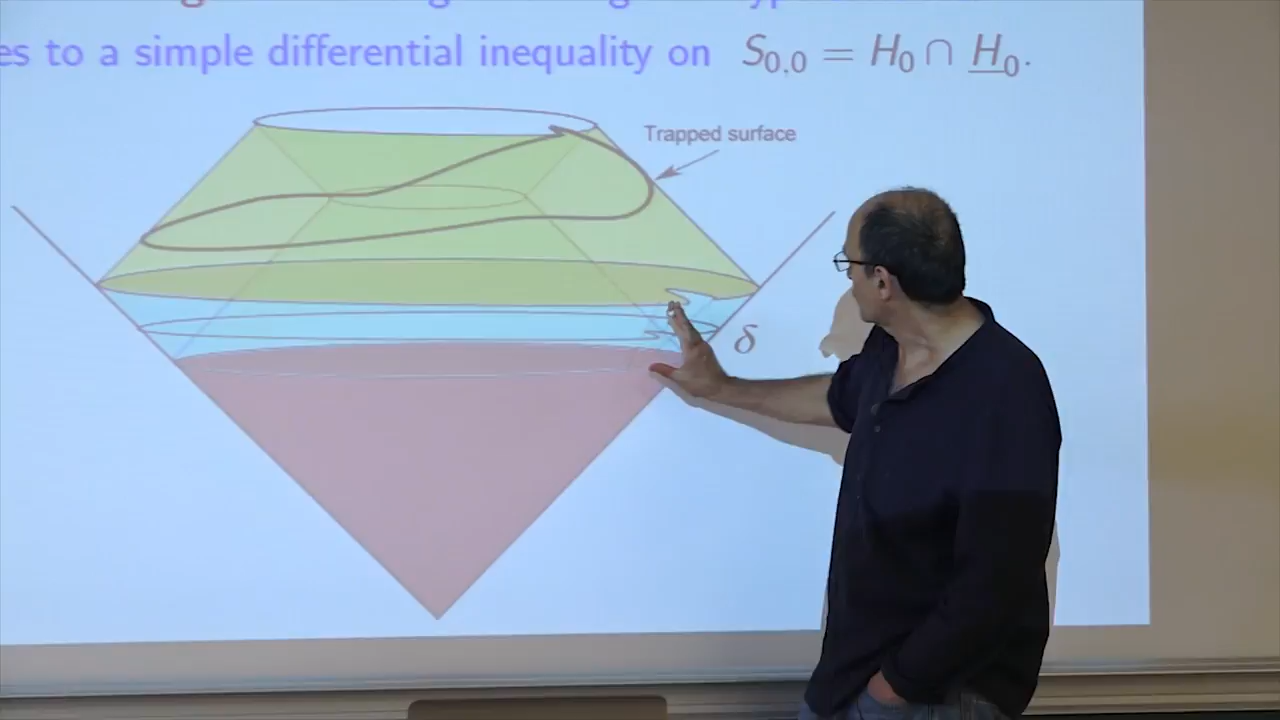 es to a simple differential inequality on S₀,₀ = H₀ ∩ H̲₀.
Trapped surface
δ